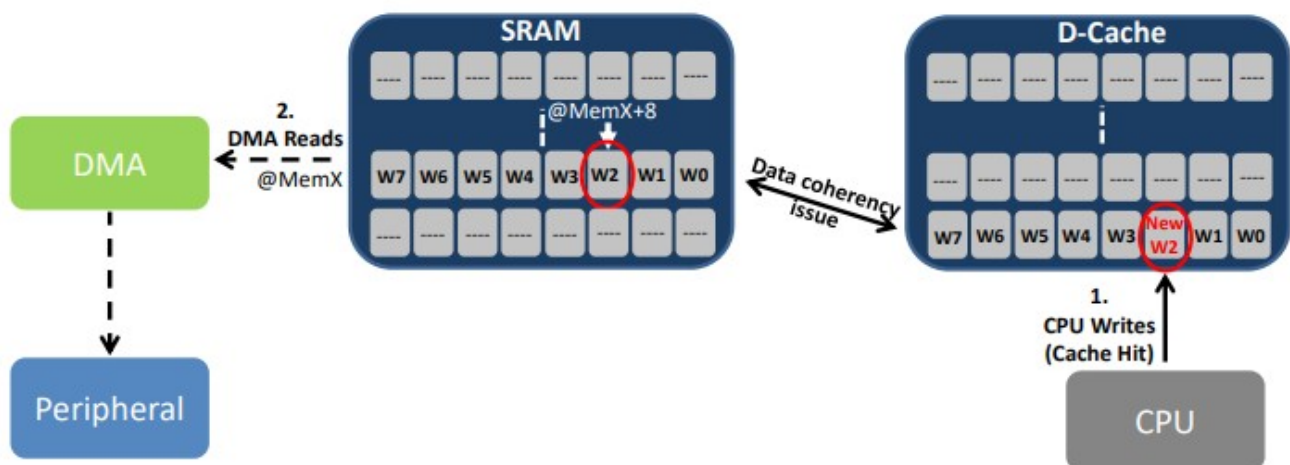 SRAM
---- ---- ---- ---- ---- ---- ---- ----
@MemX+8
W7 W6 W5 W4 W3 W2 W1 W0
---- ---- ---- ---- ---- ---- ---- ----
D-Cache
---- ---- ---- ---- ---- ---- ---- ----
---- ---- ---- ---- ---- ---- ---- ----
W7 W6 W5 W4 W3 New W2 W1 W0
2.
DMA Reads
@MemX
DMA
Data coherency
issue
1.
CPU Writes
(Cache Hit)
Peripheral
CPU